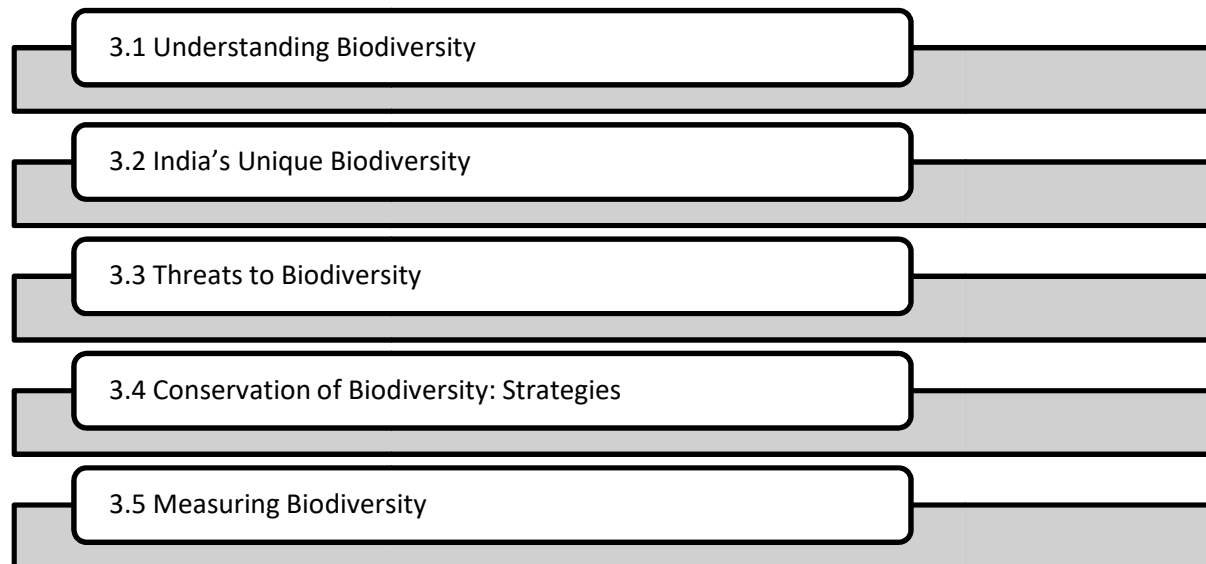 3.1 Understanding Biodiversity
3.2 India’s Unique Biodiversity
3.3 Threats to Biodiversity
3.4 Conservation of Biodiversity: Strategies
3.5 Measuring Biodiversity